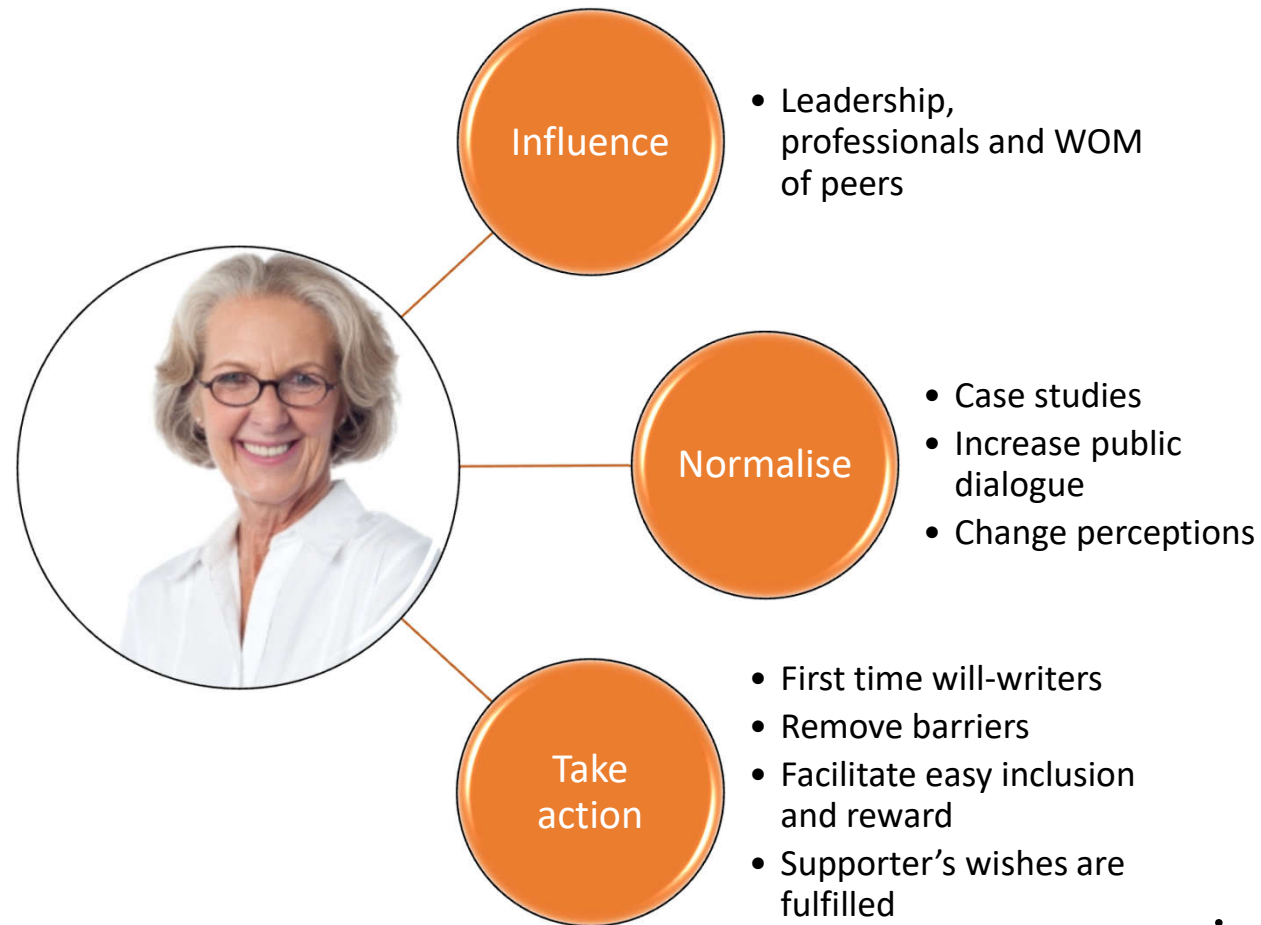 Influence
• Leadership,
professionals and WOM
of peers
Normalise
• Case studies
• Increase public
dialogue
• Change perceptions
Take
action
• First time will-writers
• Remove barriers
• Facilitate easy inclusion
and reward
• Supporter’s wishes are
fulfilled